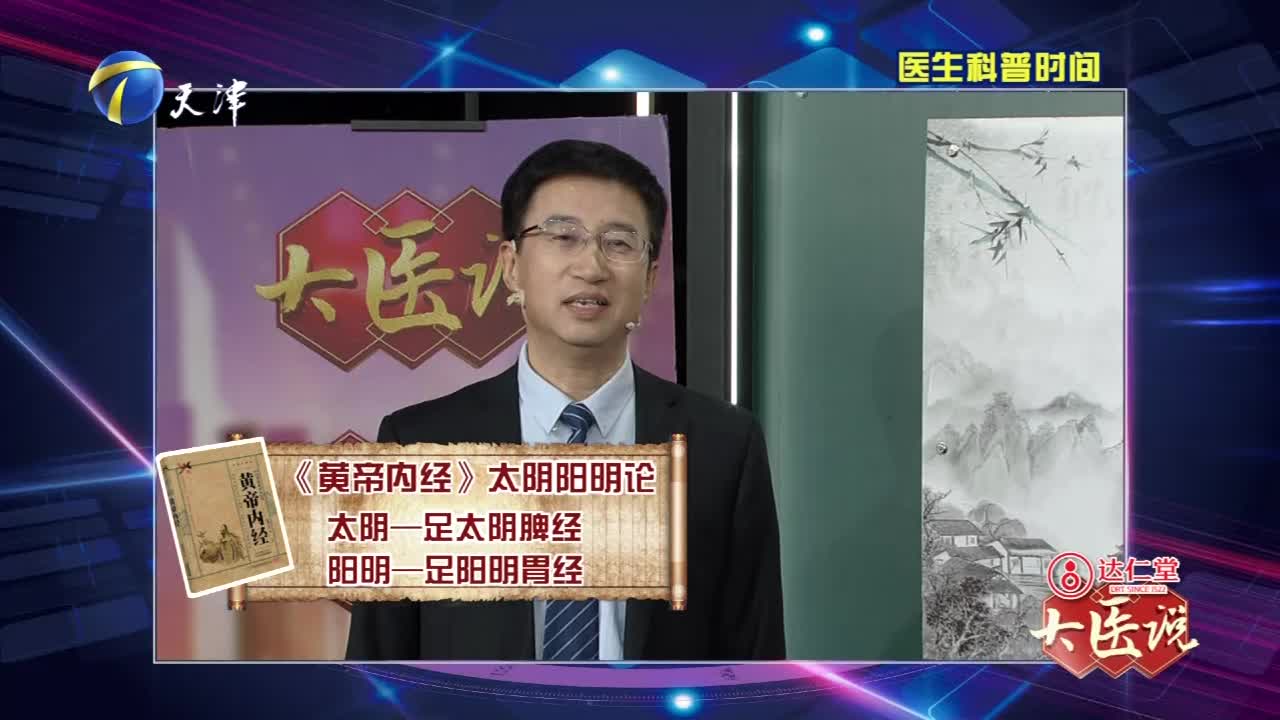 天津
医生科普时间
大医说
《黄帝内经》太阴阳明论
太阴—足太阴脾经
阳明—足阳明胃经
黄帝内经
达仁堂
DRT SINCE 1522
大医说